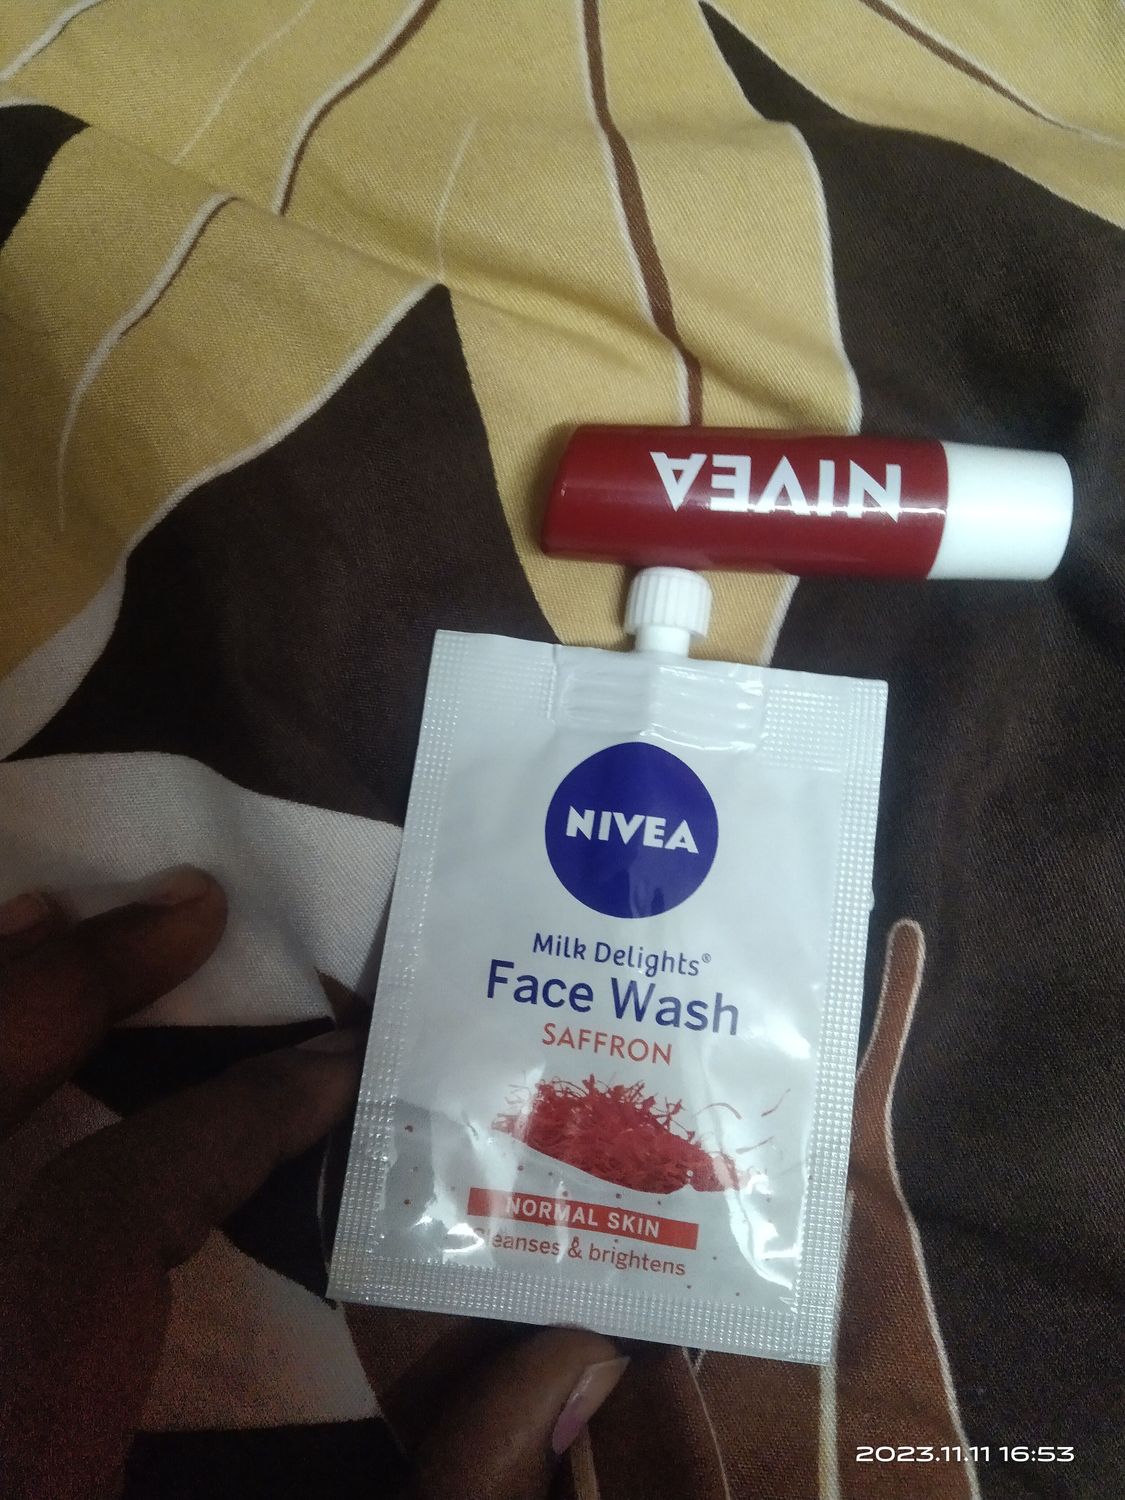 NIVEA
NIVEA
Milk Delights®
Face Wash
SAFFRON
NORMAL SKIN
cleanses & brightens
2023.11.11 16:53